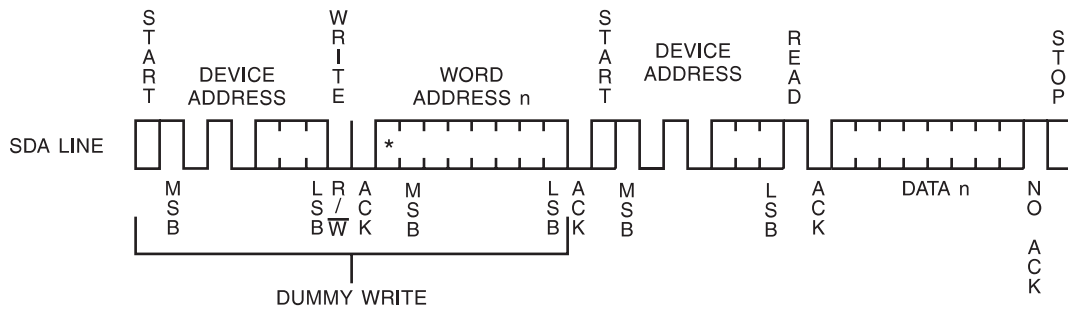 START
DEVICE
ADDRESS
WRITE
WORD
ADDRESS n
START
DEVICE
ADDRESS
READ
STOP
SDA LINE
*
MSB
LSB
R/W
ACK
MSB
LSB
ACK
MSB
LSB
ACK
DATA n
NO ACK
DUMMY WRITE